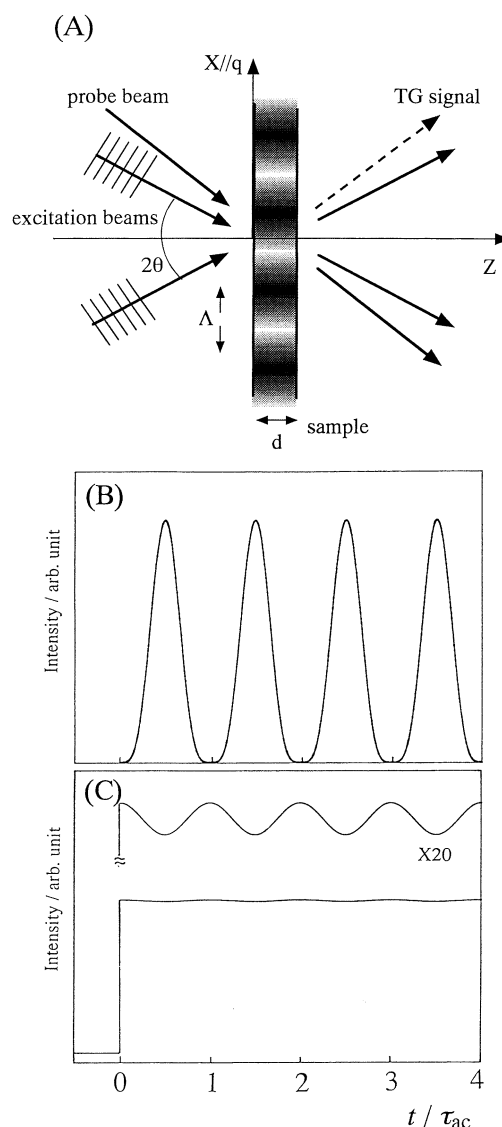 (A)
X//q
probe beam
TG signal
excitation beams
2θ
Z
Λ
d
sample
(B)
Intensity / arb. unit
(C)
X20
Intensity / arb. unit
0 1 2 3 4
t / τac